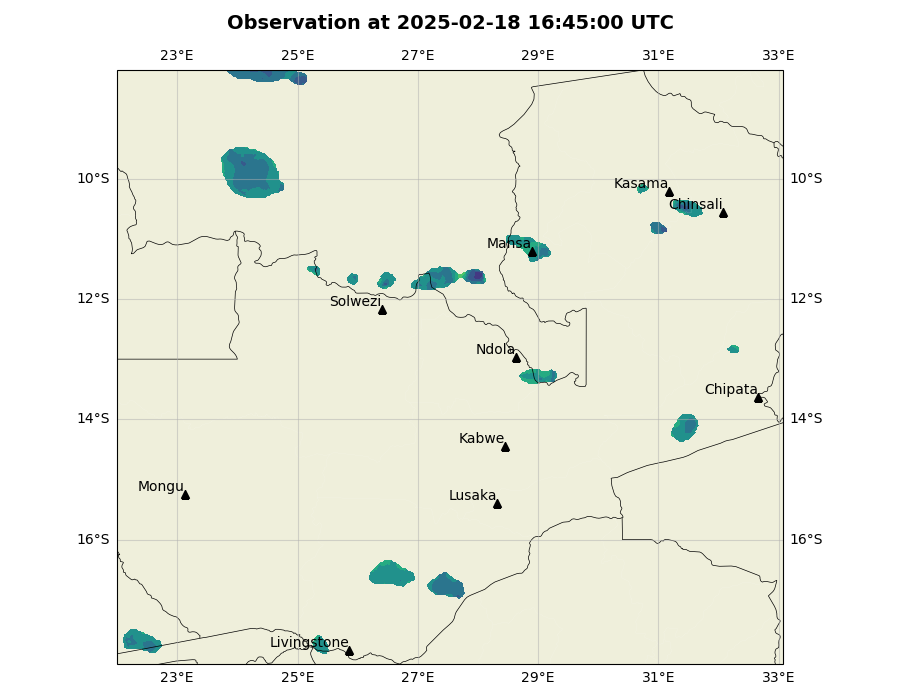 Observation at 2025-02-18 16:45:00 UTC
23°E 25°E 27°E 29°E 31°E 33°E
10°S 10°S
Kasama
Chinsali
Mansa
12°S 12°S
Solwezi
Ndola
Chipata
14°S 14°S
Kabwe
Mongu
Lusaka
16°S 16°S
Livingstone
23°E 25°E 27°E 29°E 31°E 33°E